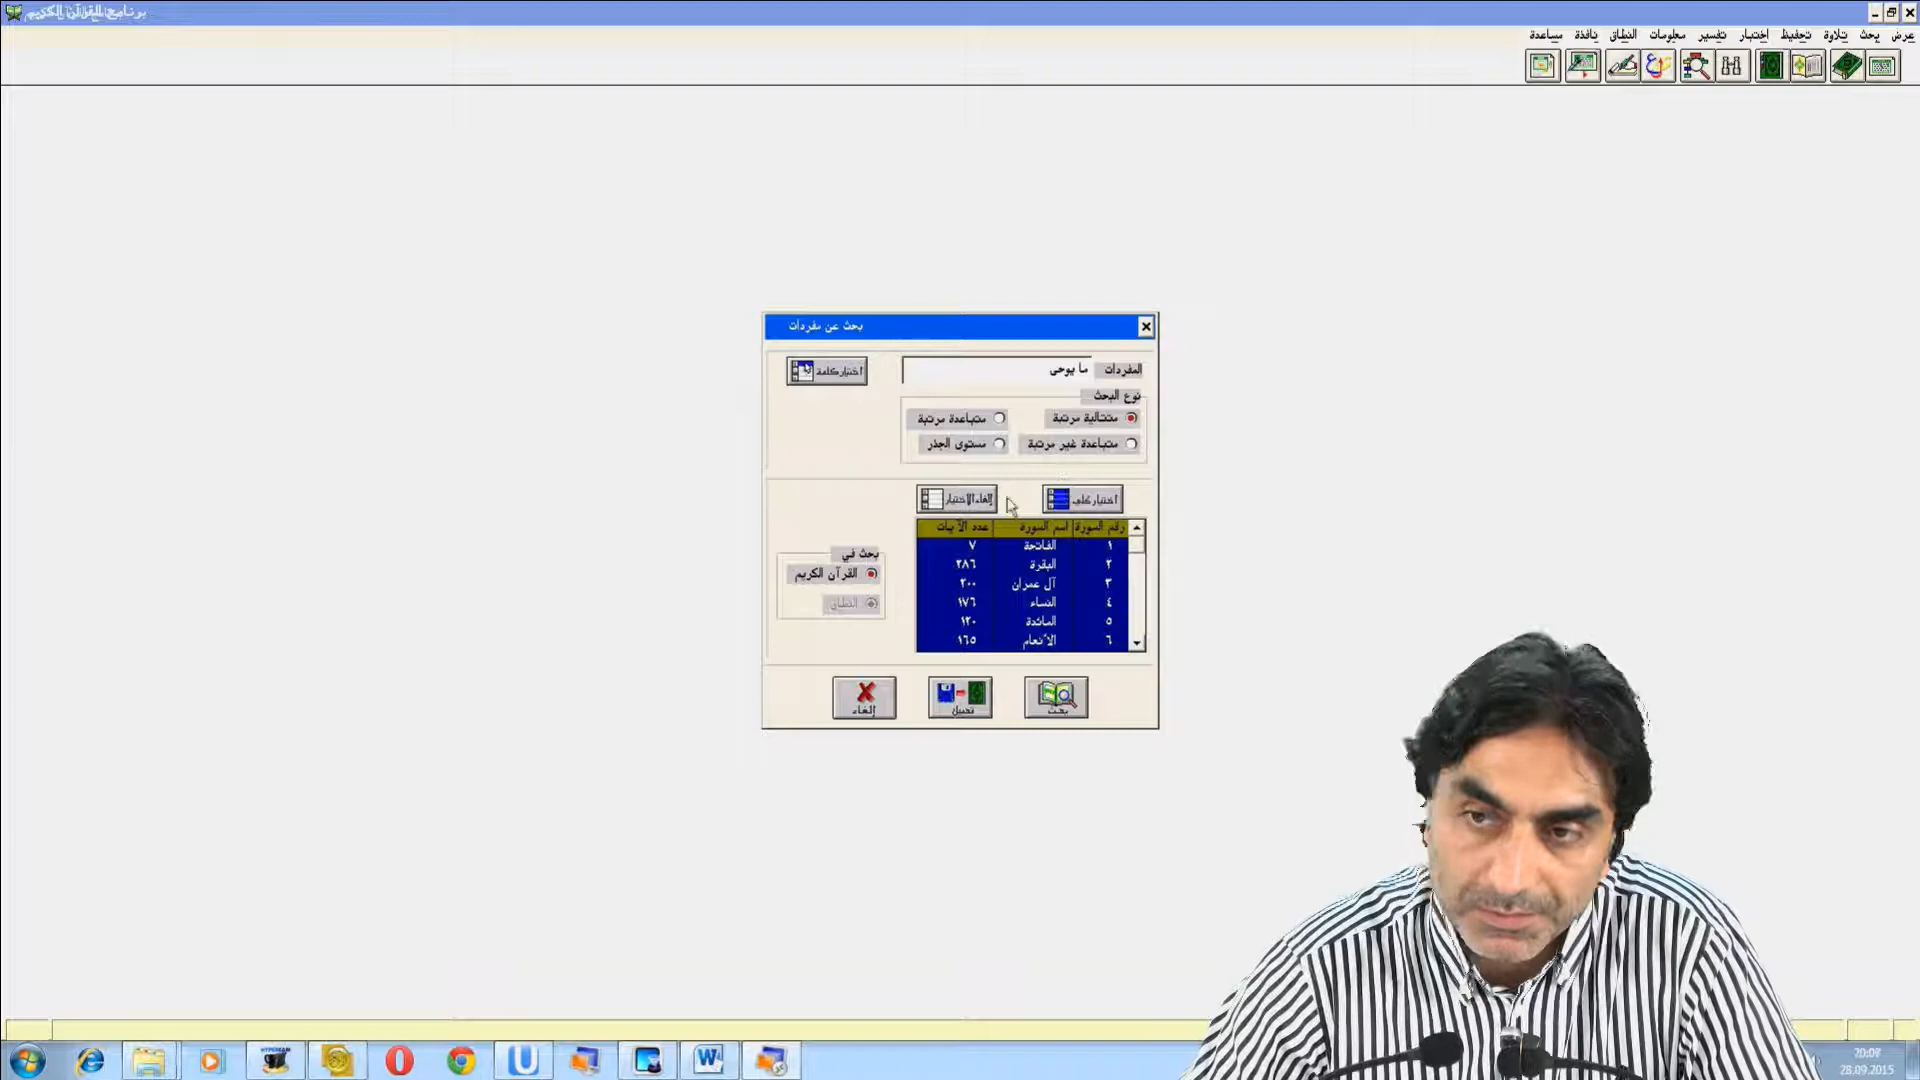 برنامج القرآن الكريم
عرض بحث تلاوة تحفيظ اختبار تفسير معلومات النطاق نافذة مساعدة
بحث عن مفردات
المفردات ما يوحى اختيار كلمة
نوع البحث
متتالية مرتبة متباعدة مرتبة
متباعدة غير مرتبة مستوى الجذر
اختيار كلي إلغاء الاختيار
رقم السورة اسم السورة عدد الآيات
١ الفاتحة ٧
٢ البقرة ٢٨٦
٣ آل عمران ٢٠٠
٤ النساء ١٧٦
٥ المائدة ١٢٠
٦ الأنعام ١٦٥
بحث في
القرآن الكريم
النطاق
بحث تحميل إلغاء
HYPERCAM
20:07
28.09.2015